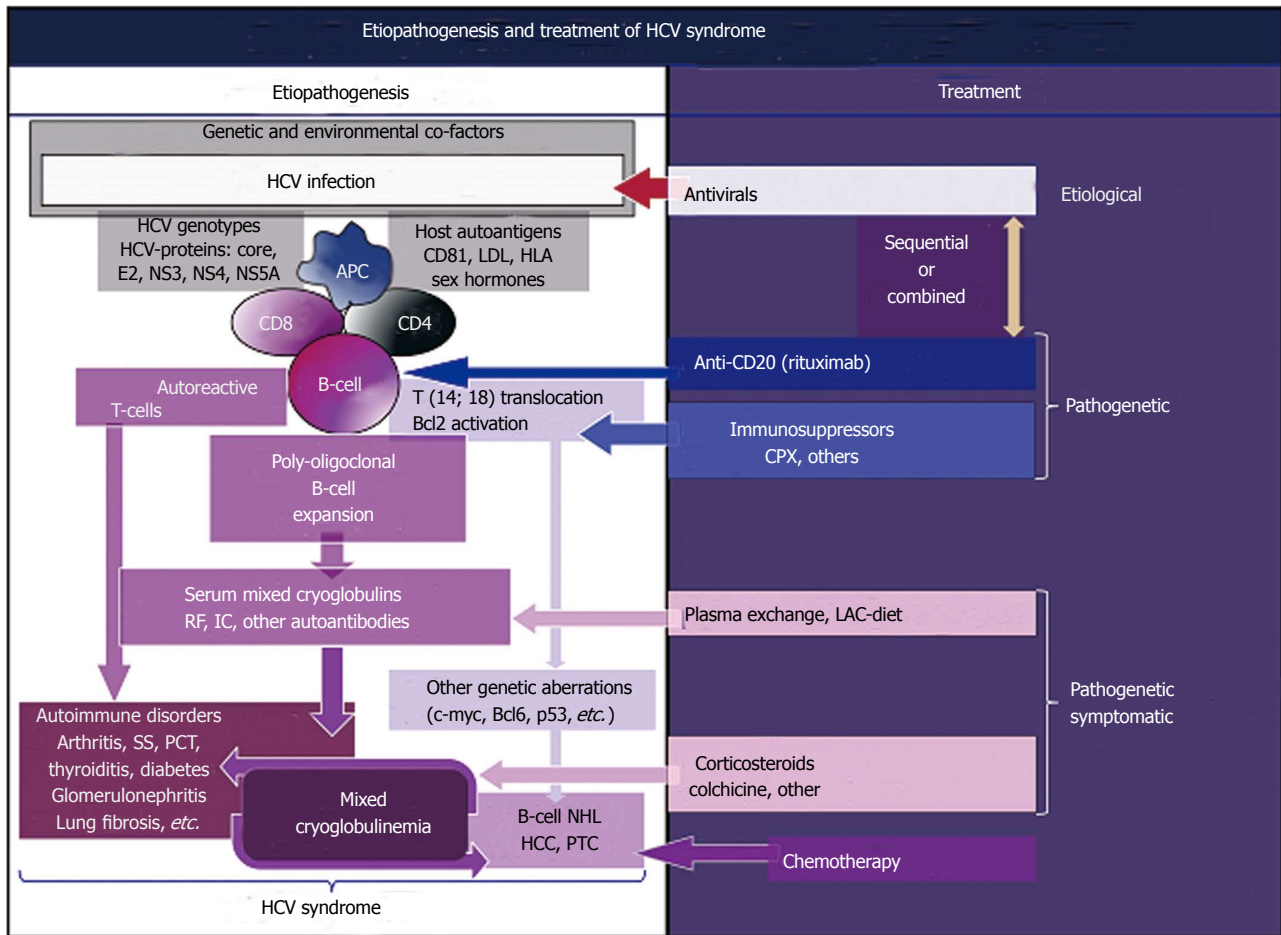 Etiopathogenesis and treatment of HCV syndrome
Etiopathogenesis
Treatment
Genetic and environmental co-factors
HCV infection
Antivirals
Etiological
HCV genotypes
HCV-proteins: core,
E2, NS3, NS4, NS5A
APC
Host autoantigens
CD81, LDL, HLA
sex hormones
Sequential
or
combined
CD8
CD4
B-cell
Anti-CD20 (rituximab)
Autoreactive
T-cells
T (14; 18) translocation
Bcl2 activation
Immunosuppressors
CPX, others
Pathogenetic
Poly-oligoclonal
B-cell
expansion
Serum mixed cryoglobulins
RF, IC, other autoantibodies
Plasma exchange, LAC-diet
Other genetic aberrations
(c-myc, Bcl6, p53, etc.)
Pathogenetic
symptomatic
Autoimmune disorders
Arthritis, SS, PCT,
thyroiditis, diabetes
Glomerulonephritis
Lung fibrosis, etc.
Mixed
cryoglobulinemia
Corticosteroids
colchicine, other
B-cell NHL
HCC, PTC
Chemotherapy
HCV syndrome